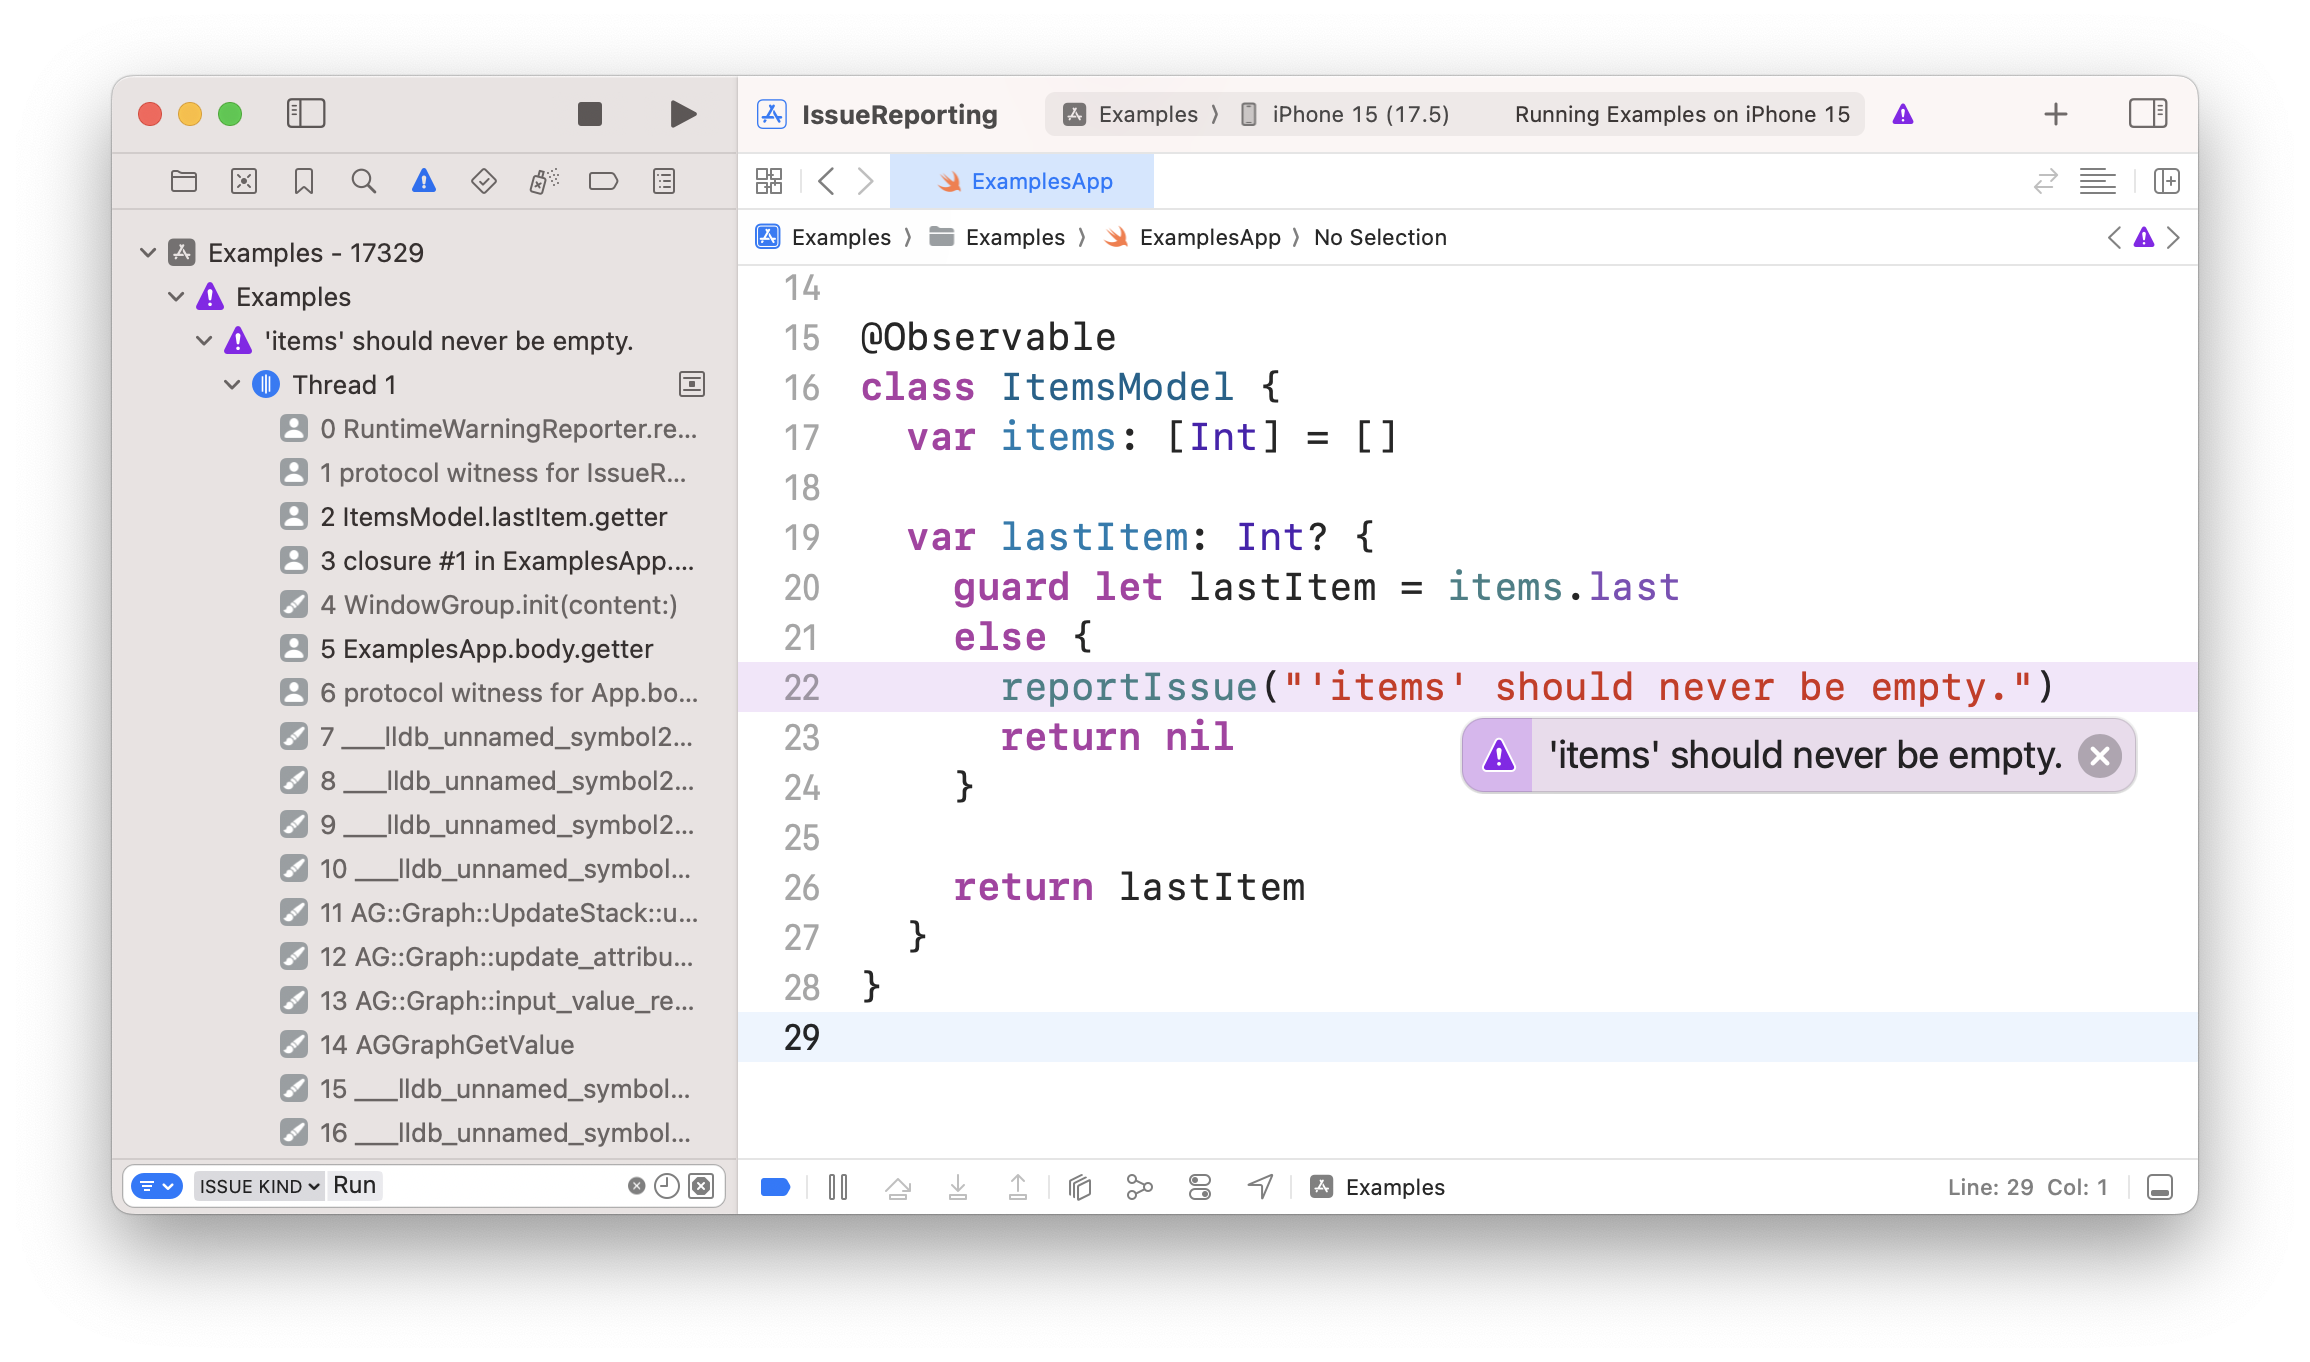 IssueReporting
Examples 〉 iPhone 15 (17.5) Running Examples on iPhone 15
ExamplesApp
Examples 〉 Examples 〉 ExamplesApp 〉 No Selection
Examples - 17329
Examples
'items' should never be empty.
Thread 1
0 RuntimeWarningReporter.re...
1 protocol witness for IssueR...
2 ItemsModel.lastItem.getter
3 closure #1 in ExamplesApp....
4 WindowGroup.init(content:)
5 ExamplesApp.body.getter
6 protocol witness for App.bo...
7 ___lldb_unnamed_symbol2...
8 ___lldb_unnamed_symbol2...
9 ___lldb_unnamed_symbol2...
10 ___lldb_unnamed_symbol...
11 AG::Graph::UpdateStack::u...
12 AG::Graph::update_attribu...
13 AG::Graph::input_value_re...
14 AGGraphGetValue
15 ___lldb_unnamed_symbol...
16 ___lldb_unnamed_symbol...
ISSUE KIND Run
14
15 @Observable
16 class ItemsModel {
17   var items: [Int] = []
18
19   var lastItem: Int? {
20     guard let lastItem = items.last
21     else {
22       reportIssue("'items' should never be empty.")
23       return nil
'items' should never be empty.
24     }
25
26     return lastItem
27   }
28 }
29
Examples
Line: 29 Col: 1